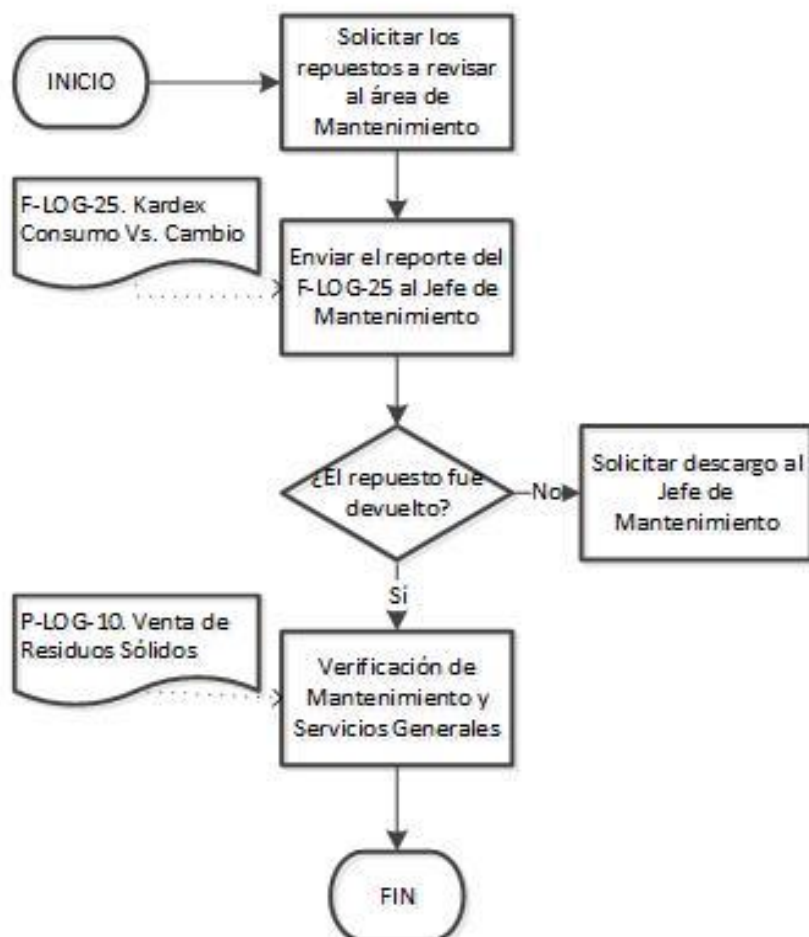 INICIO
Solicitar los
repuestos a revisar
al área de
Mantenimiento
F-LOG-25. Kardex
Consumo Vs. Cambio
Enviar el reporte del
F-LOG-25 al Jefe de
Mantenimiento
¿El repuesto fue
devuelto?
No
Solicitar descargo al
Jefe de
Mantenimiento
Sí
P-LOG-10. Venta de
Residuos Sólidos
Verificación de
Mantenimiento y
Servicios Generales
FIN